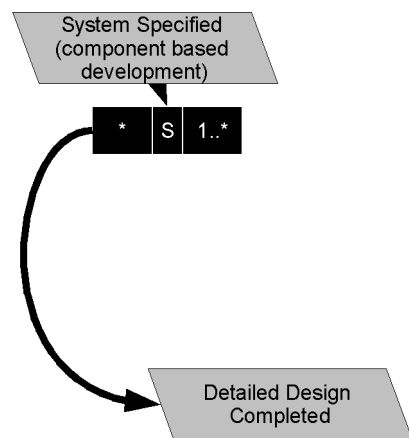 System Specified
(component based
development)
* S 1..*
Detailed Design
Completed